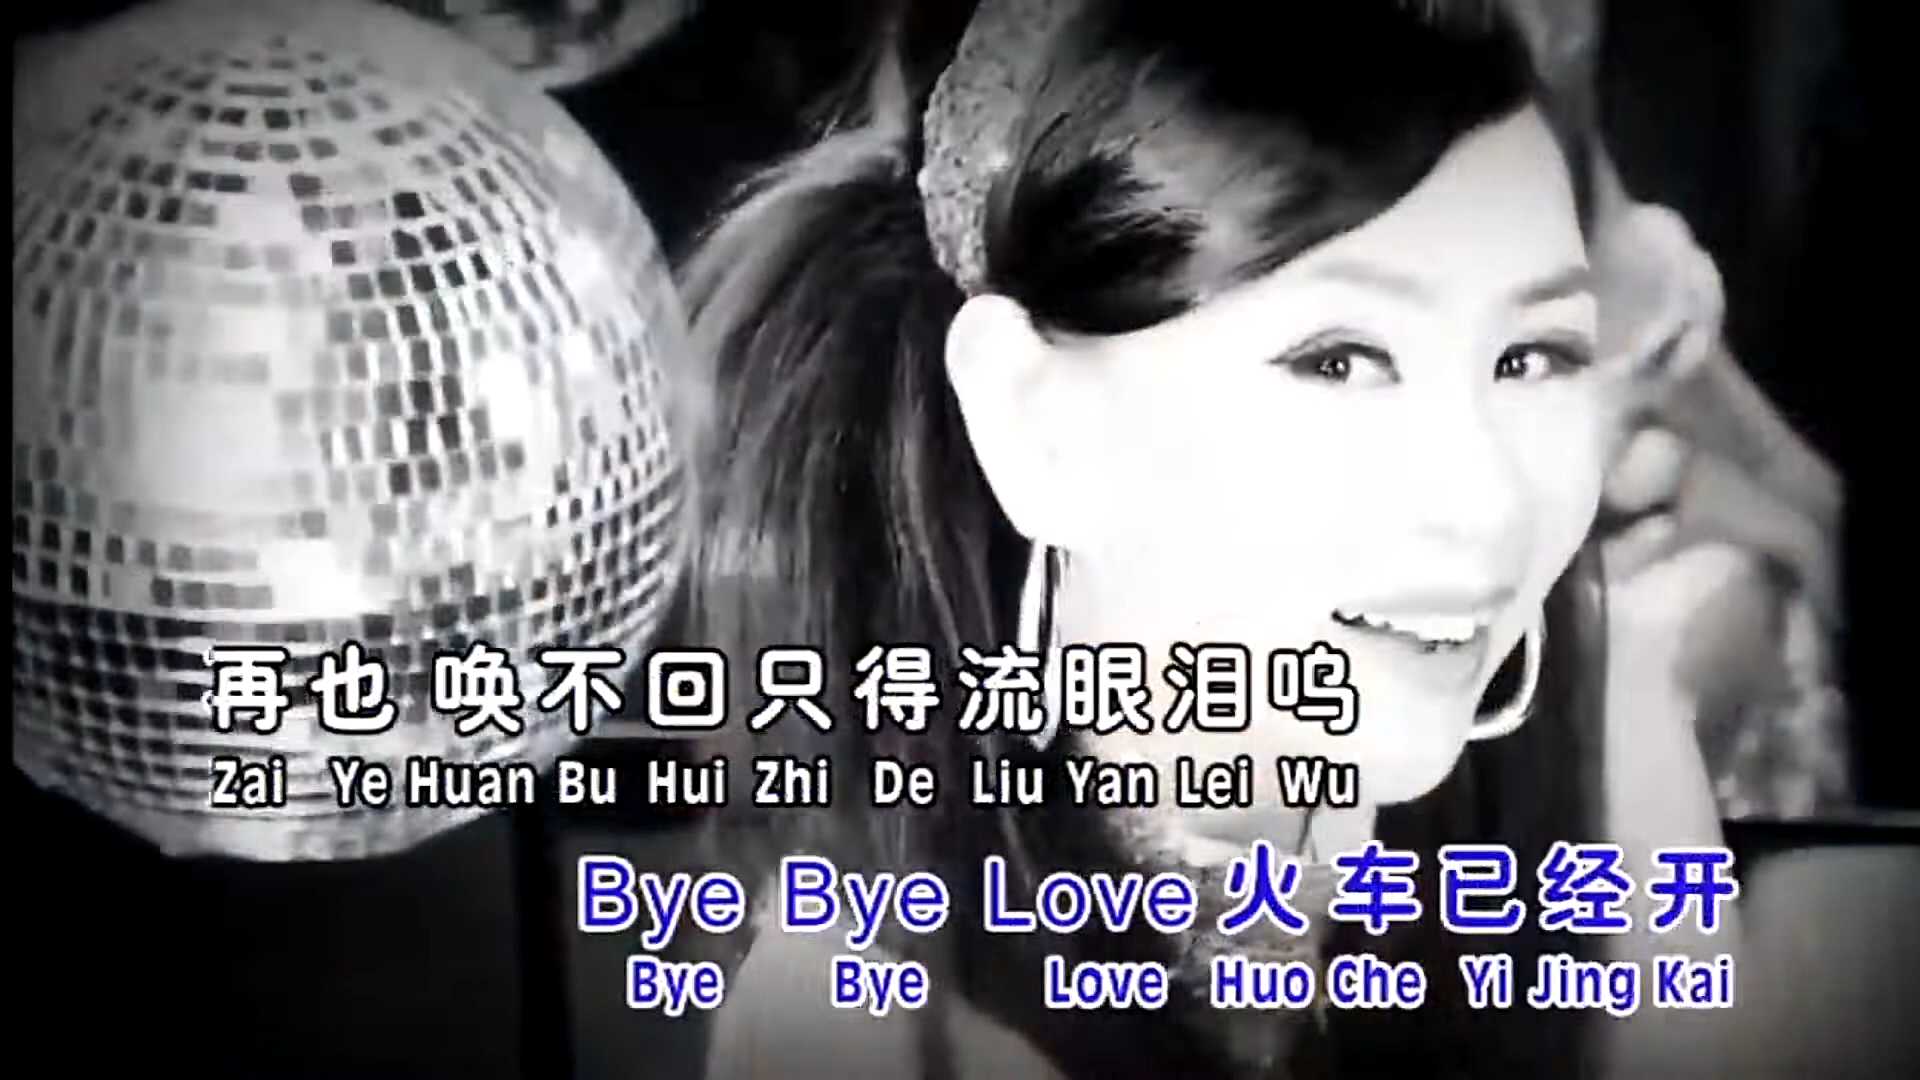 再也 唤不回只得流眼泪呜
Zai Ye Huan Bu Hui Zhi De Liu Yan Lei Wu
Bye Bye Love 火车已经开
Bye Bye Love Huo Che Yi Jing Kai